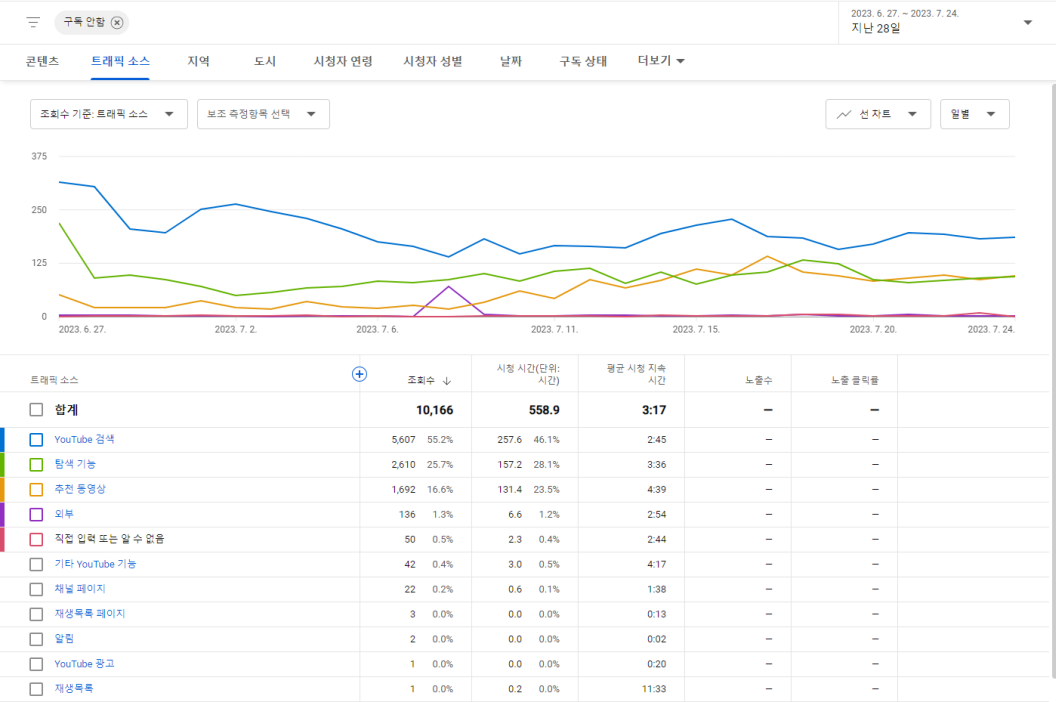 구독 안함
2023. 6. 27. ~ 2023. 7. 24.
지난 28일
콘텐츠 트래픽 소스 지역 도시 시청자 연령 시청자 성별 날짜 구독 상태 더보기
조회수 기준: 트래픽 소스 보조 측정항목 선택 선 차트 일별
375
250
125
0
2023. 6. 27. 2023. 7. 2. 2023. 7. 6. 2023. 7. 11. 2023. 7. 15. 2023. 7. 20. 2023. 7. 24.
트래픽 소스 조회수 시청 시간(단위: 시간) 평균 시청 지속 시간 노출수 노출 클릭률
합계 10,166 558.9 3:17 – –
YouTube 검색 5,607 55.2% 257.6 46.1% 2:45 – –
탐색 기능 2,610 25.7% 157.2 28.1% 3:36 – –
추천 동영상 1,692 16.6% 131.4 23.5% 4:39 – –
외부 136 1.3% 6.6 1.2% 2:54 – –
직접 입력 또는 알 수 없음 50 0.5% 2.3 0.4% 2:44 – –
기타 YouTube 기능 42 0.4% 3.0 0.5% 4:17 – –
채널 페이지 22 0.2% 0.6 0.1% 1:38 – –
재생목록 페이지 3 0.0% 0.0 0.0% 0:13 – –
알림 2 0.0% 0.0 0.0% 0:02 – –
YouTube 광고 1 0.0% 0.0 0.0% 0:20 – –
재생목록 1 0.0% 0.2 0.0% 11:33 – –